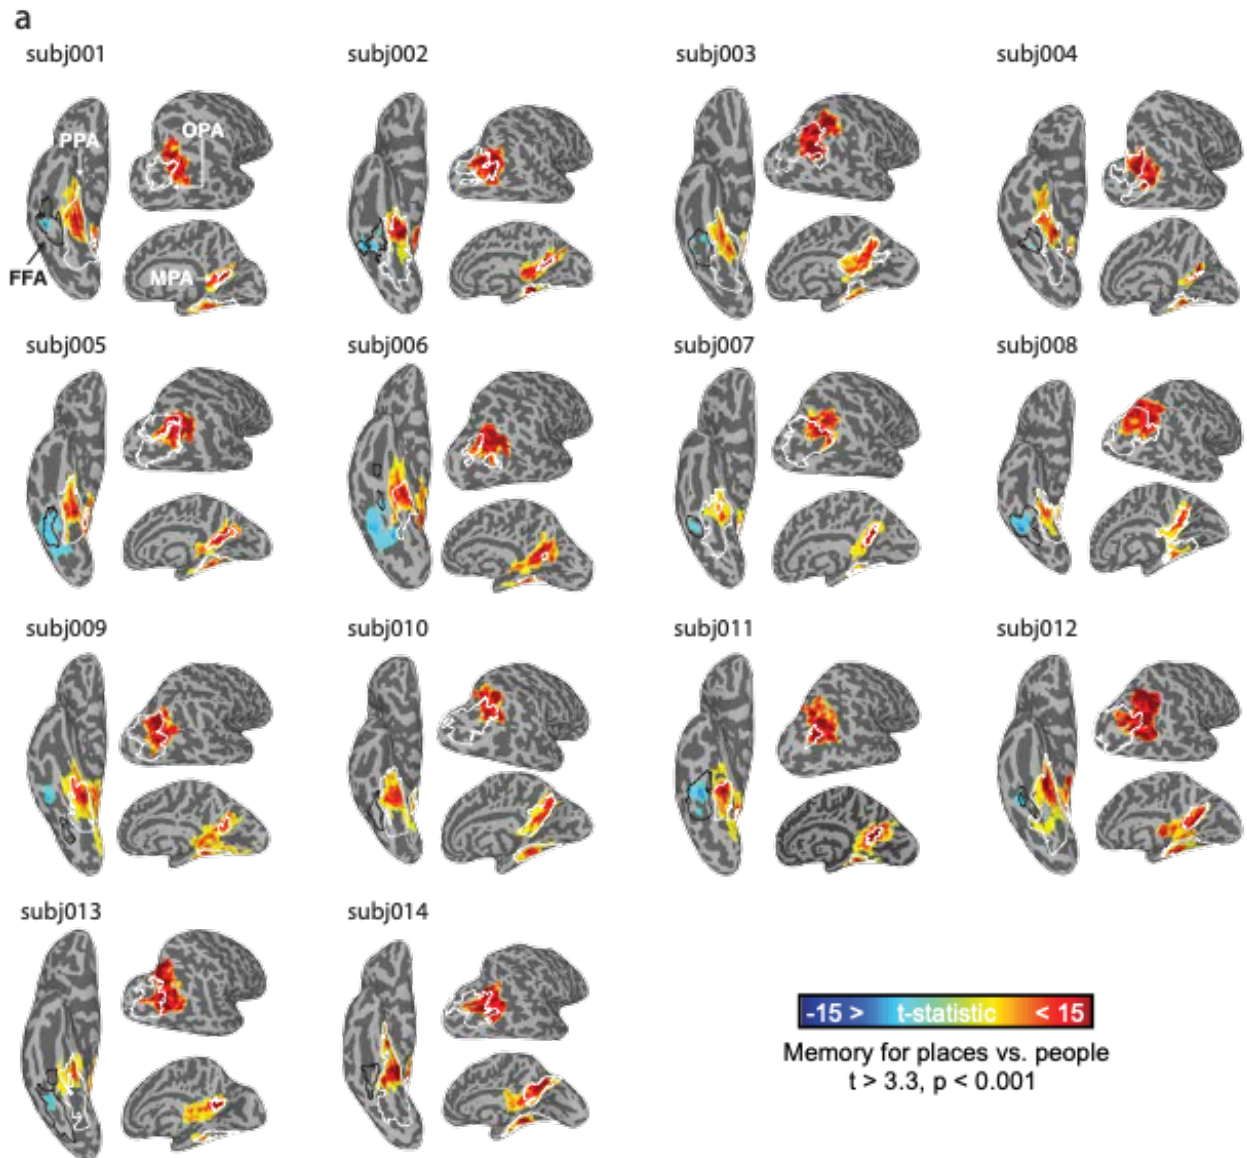 a
subj001
subj002
subj003
subj004
PPA
OPA
FFA
MPA
subj005
subj006
subj007
subj008
subj009
subj010
subj011
subj012
subj013
subj014
-15 > t-statistic < 15
Memory for places vs. people
t > 3.3, p < 0.001